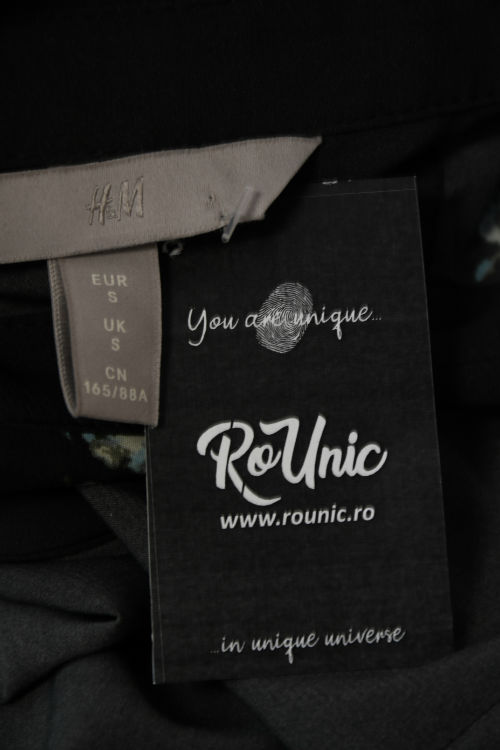 H&M
EUR
S
UK
S
CN
165/88A
You are unique...
RoUnic
www.rounic.ro
...in unique universe